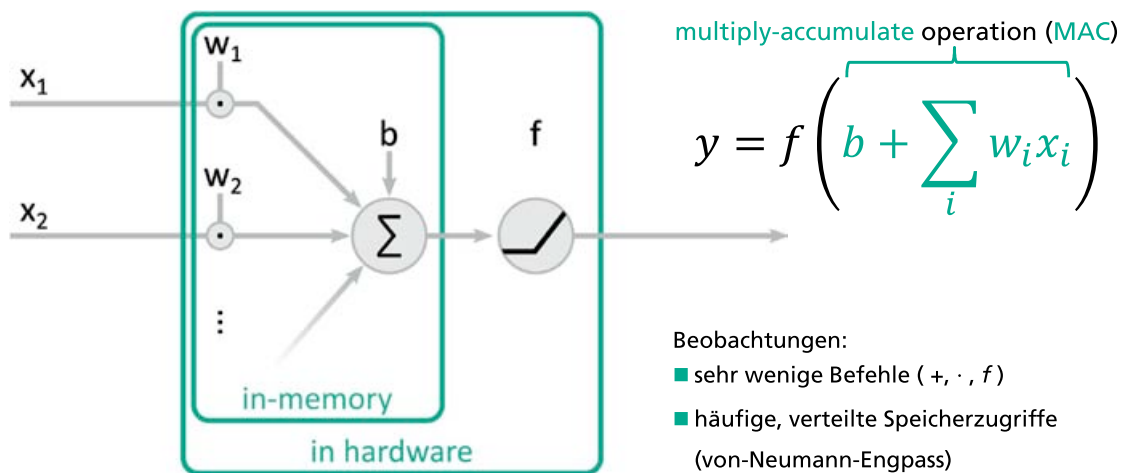 w₁
x₁
w₂
x₂
⋮
b
Σ
f
in-memory
in hardware
multiply-accumulate operation (MAC)
y = f(b + ∑ᵢ wᵢxᵢ)
Beobachtungen:
■ sehr wenige Befehle ( +, · , f )
■ häufige, verteilte Speicherzugriffe
(von-Neumann-Engpass)